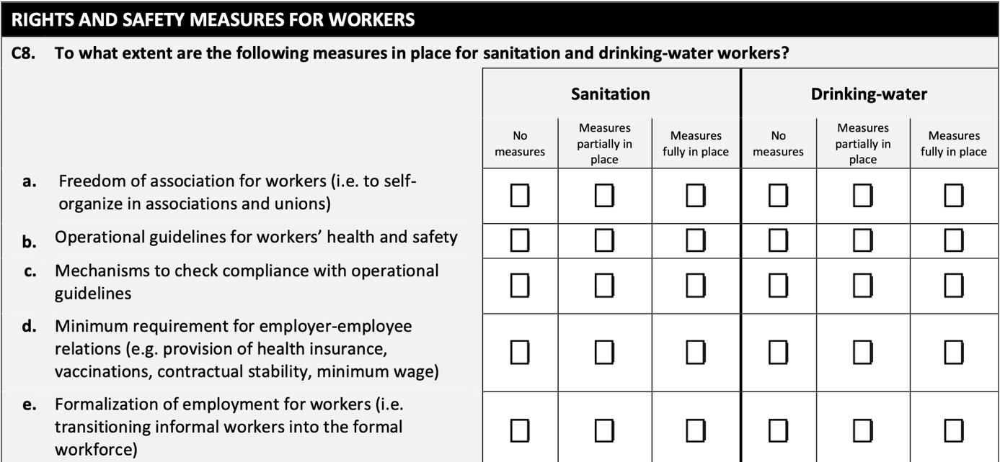 RIGHTS AND SAFETY MEASURES FOR WORKERS
C8. To what extent are the following measures in place for sanitation and drinking-water workers?
Sanitation Drinking-water
No measures Measures partially in place Measures fully in place No measures Measures partially in place Measures fully in place
a. Freedom of association for workers (i.e. to self-
organize in associations and unions)
b. Operational guidelines for workers’ health and safety
c. Mechanisms to check compliance with operational
guidelines
d. Minimum requirement for employer-employee
relations (e.g. provision of health insurance,
vaccinations, contractual stability, minimum wage)
e. Formalization of employment for workers (i.e.
transitioning informal workers into the formal
workforce)